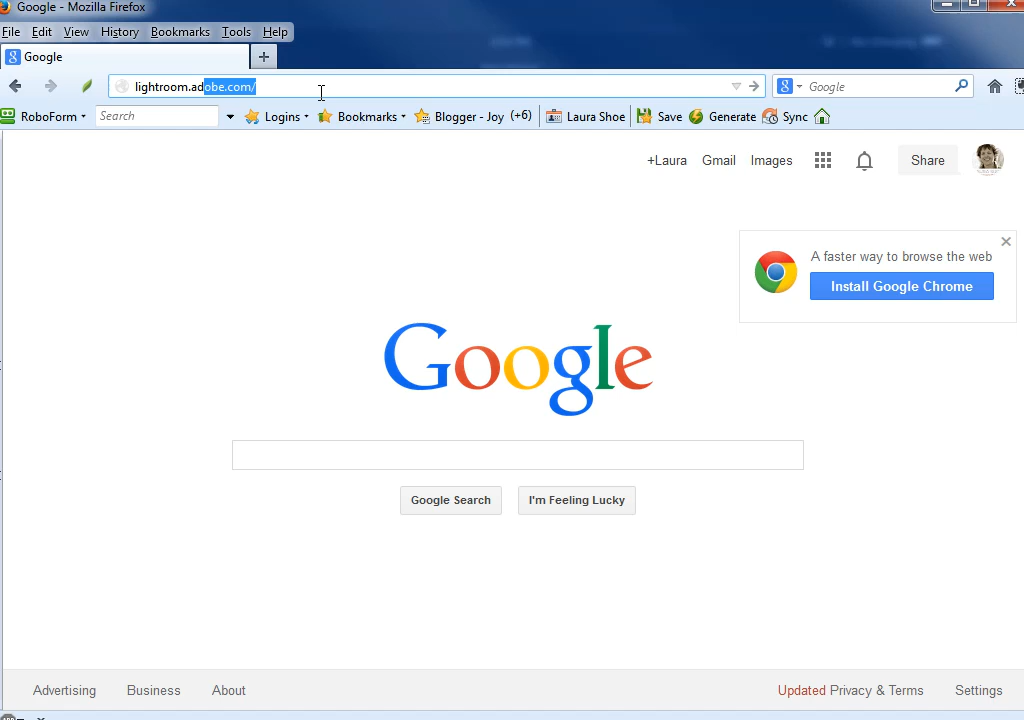 Google - Mozilla Firefox
File Edit View History Bookmarks Tools Help
Google
lightroom.adobe.com/ Google
RoboForm Search Logins Bookmarks Blogger - Joy (+6) Laura Shoe Save Generate Sync
+Laura Gmail Images Share
A faster way to browse the web
Install Google Chrome
Google
Google Search I'm Feeling Lucky
Advertising Business About Updated Privacy & Terms Settings